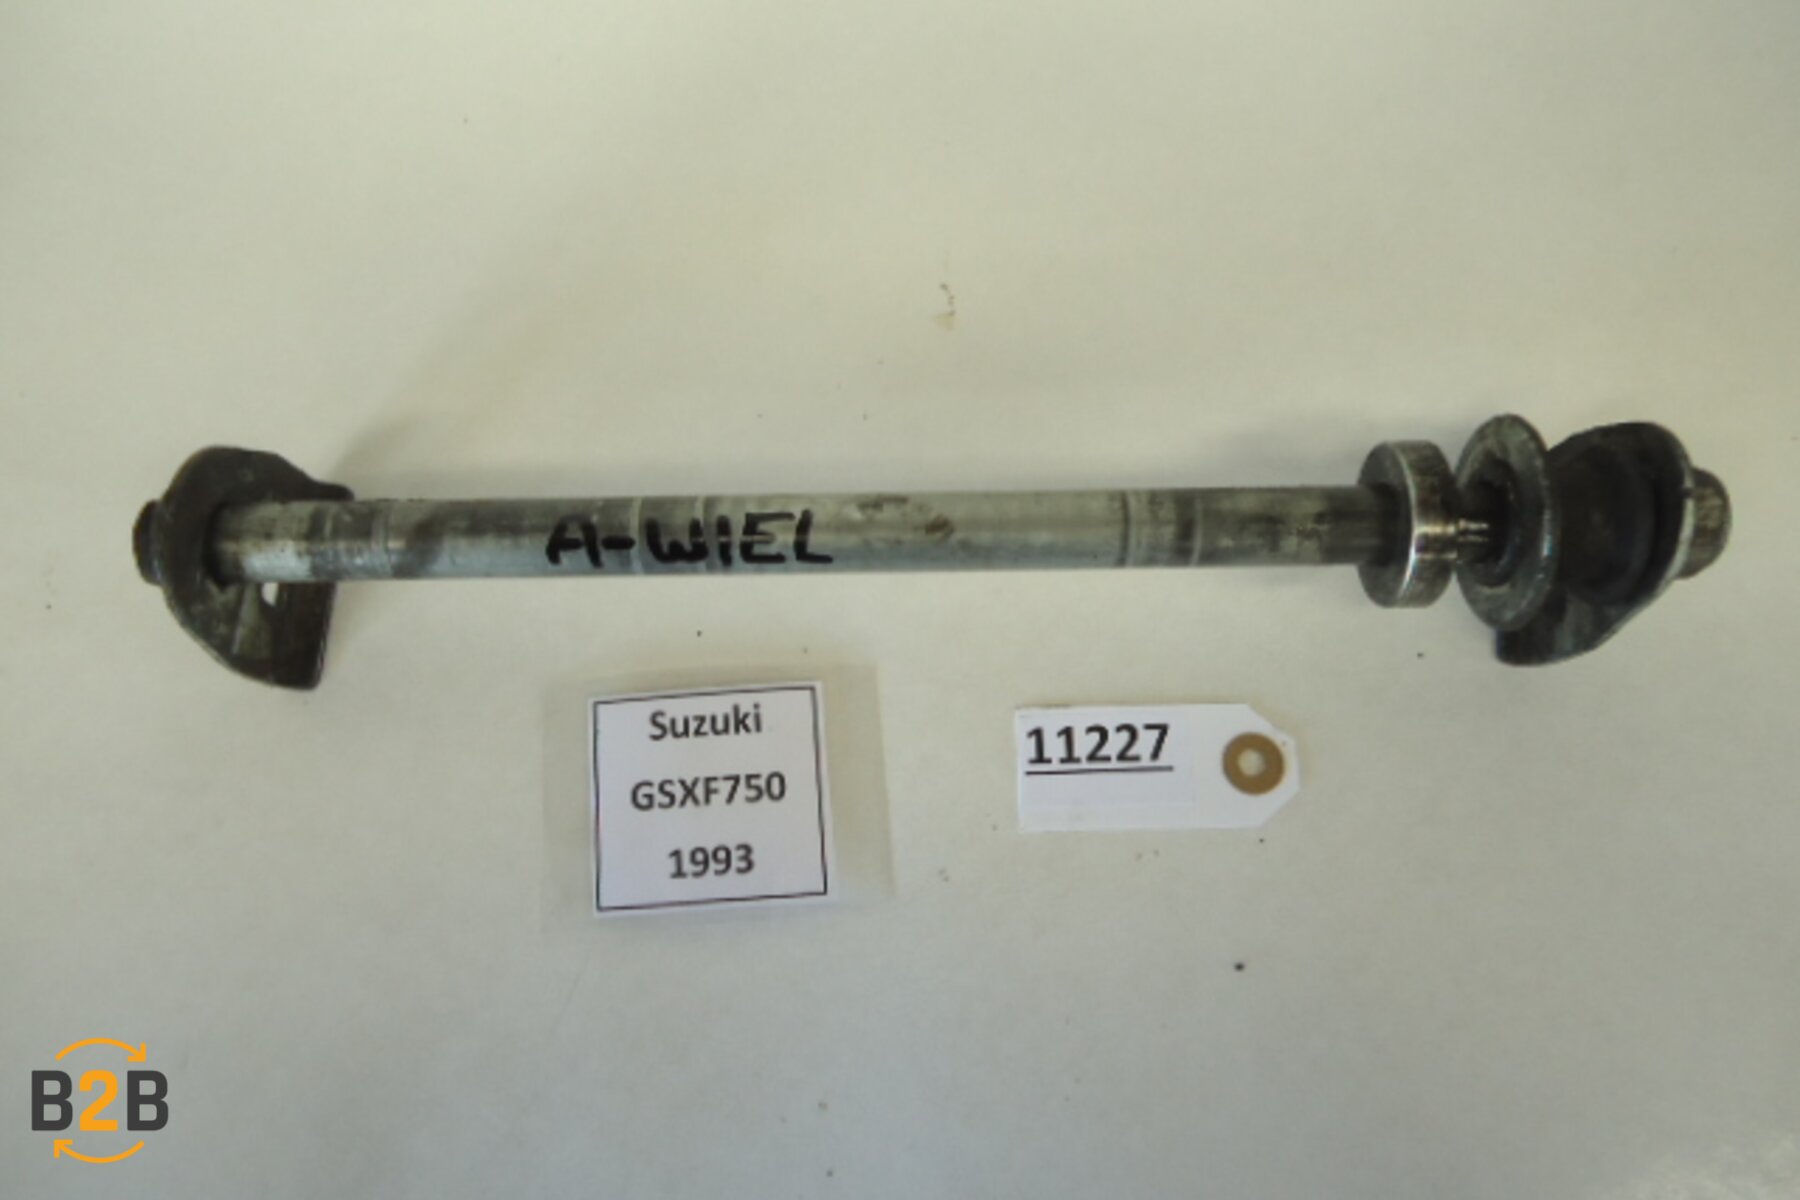 A-WIEL
Suzuki
GSXF750
1993
11227
B2B